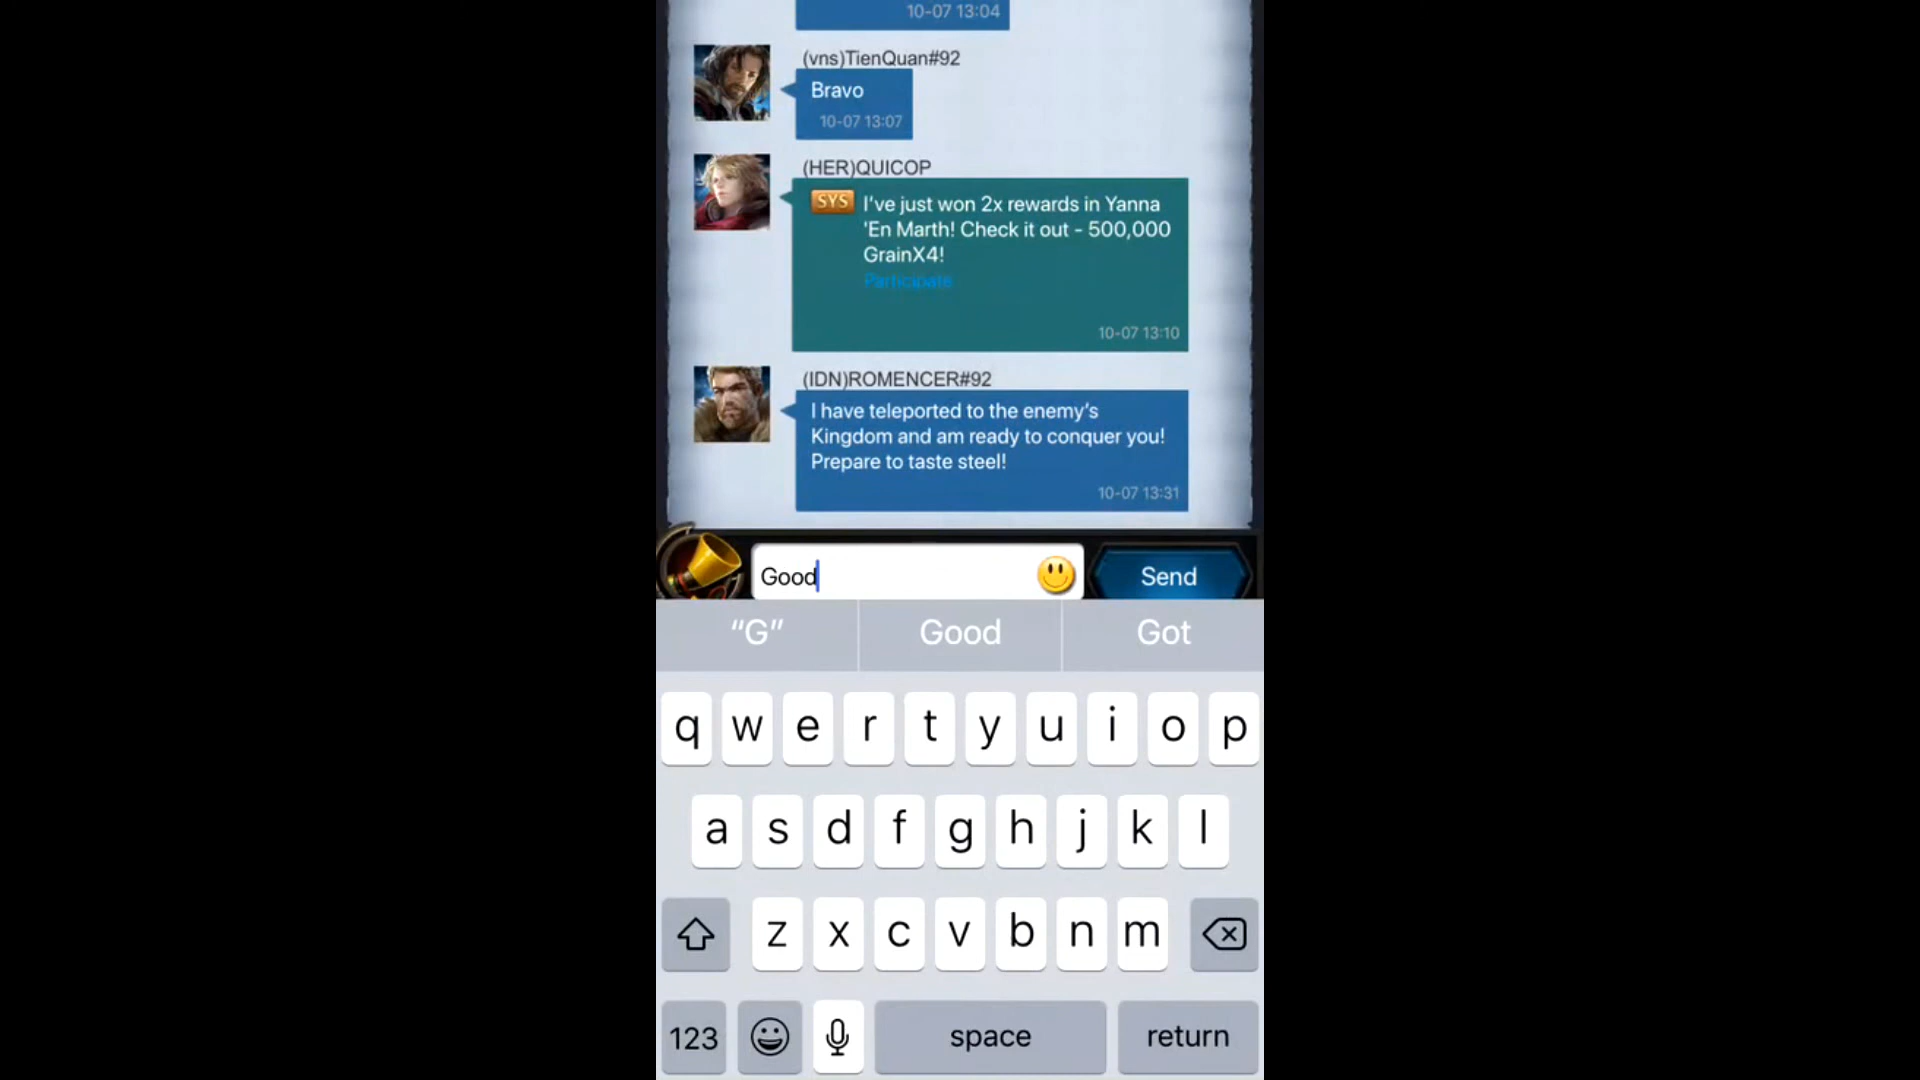 10-07 13:04
(vns)TienQuan#92
Bravo
10-07 13:07
(HER)QUICOP
SYS I've just won 2x rewards in Yanna
'En Marth! Check it out - 500,000
GrainX4!
Participate
10-07 13:10
(IDN)ROMENCER#92
I have teleported to the enemy's
Kingdom and am ready to conquer you!
Prepare to taste steel!
10-07 13:31
Good
Send
"G" Good Got
q w e r t y u i o p
a s d f g h j k l
z x c v b n m
123 space return